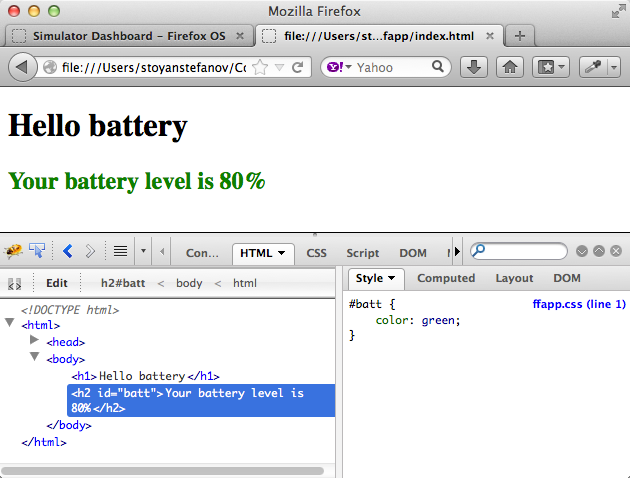 Mozilla Firefox
Simulator Dashboard – Firefox OS
file:///Users/st...fapp/index.html
file:///Users/stoyanstefanov/Co
Yahoo
Hello battery
Your battery level is 80%
Con... HTML CSS Script DOM
Edit h2#batt < body < html
Style Computed Layout DOM
<!DOCTYPE html>
<html>
<head>
<body>
<h1>Hello battery</h1>
<h2 id="batt">Your battery level is
80%</h2>
</body>
</html>
#batt { ffapp.css (line 1)
color: green;
}